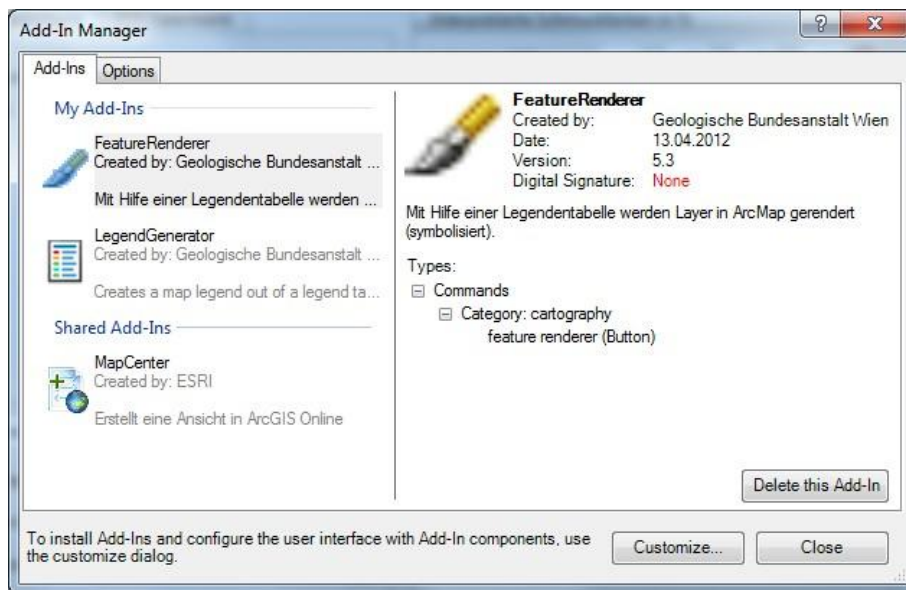 Add-In Manager
Add-Ins
Options
My Add-Ins
FeatureRenderer
Created by: Geologische Bundesanstalt ...
Mit Hilfe einer Legendentabelle werden ...
LegendGenerator
Created by: Geologische Bundesanstalt ...
Creates a map legend out of a legend ta...
Shared Add-Ins
MapCenter
Created by: ESRI
Erstellt eine Ansicht in ArcGIS Online
FeatureRenderer
Created by: Geologische Bundesanstalt Wien
Date: 13.04.2012
Version: 5.3
Digital Signature: None
Mit Hilfe einer Legendentabelle werden Layer in ArcMap gerendert
(symbolisiert).
Types:
Commands
Category: cartography
feature renderer (Button)
Delete this Add-In
To install Add-Ins and configure the user interface with Add-In components, use
the customize dialog.
Customize...
Close